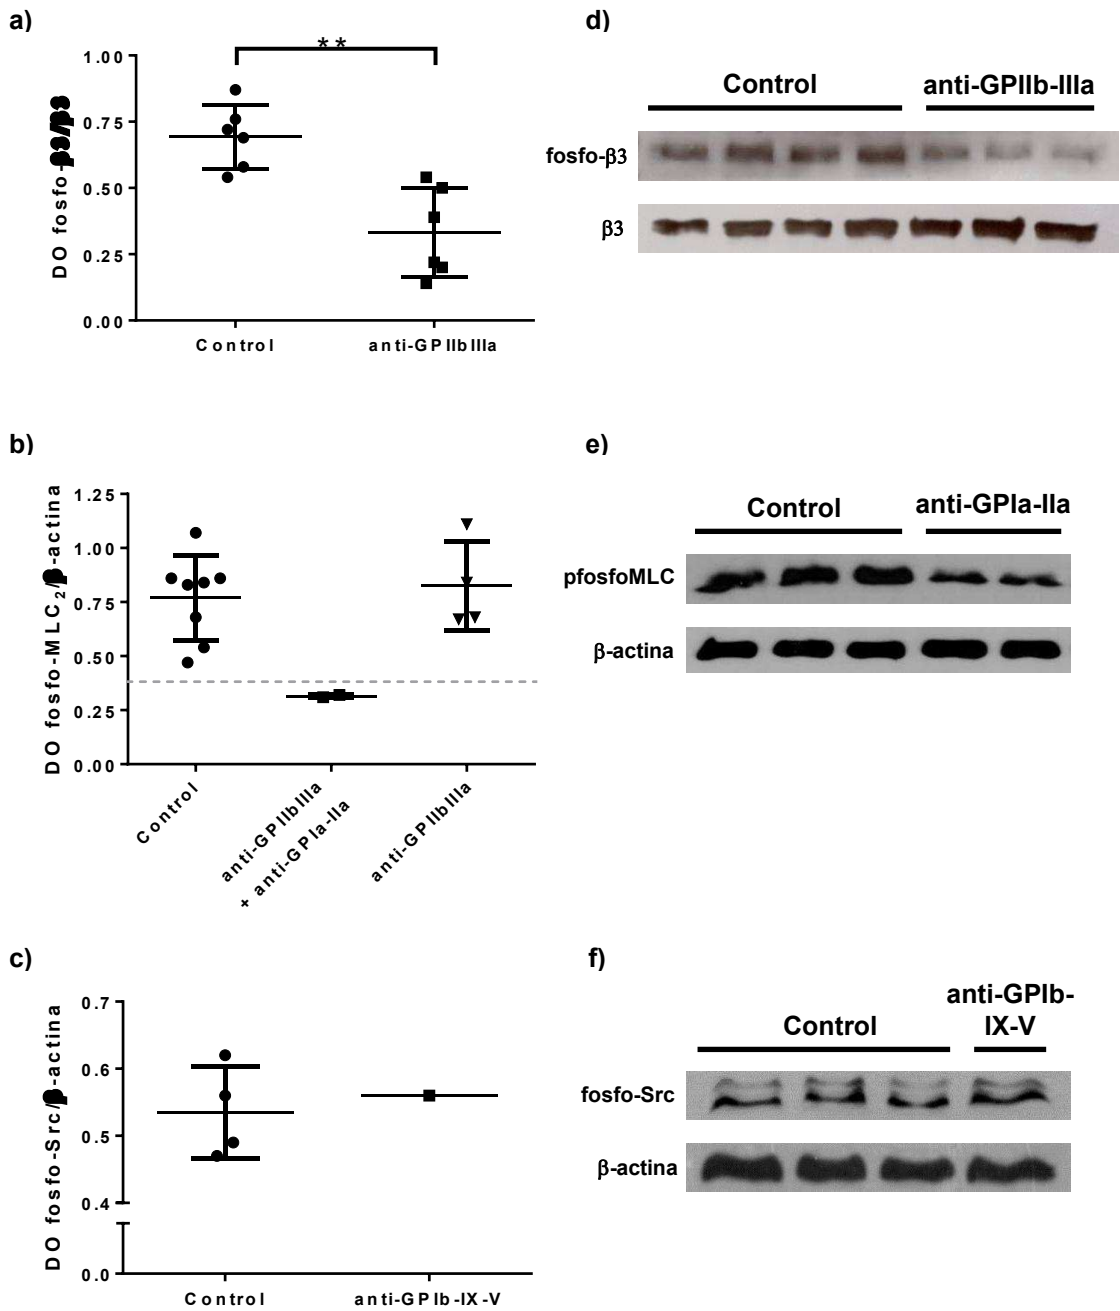 a)
**
1.00
0.75
0.50
0.25
0.00
DO fosfo-β3/β3
Control
anti-GPIIbIIIa
d)
Control
anti-GPIIb-IIIa
fosfo-β3
β3
b)
1.25
1.00
0.75
0.50
0.25
0.00
DO fosfo-MLC₂/β-actina
Control
anti-GPIIbIIIa
+ anti-GPIa-IIa
anti-GPIIbIIIa
e)
Control
anti-GPIa-IIa
pfosfoMLC
β-actina
c)
0.7
0.6
0.5
0.4
0.0
DO fosfo-Src/β-actina
Control
anti-GPIb-IX-V
f)
Control
anti-GPIb-
IX-V
fosfo-Src
β-actina